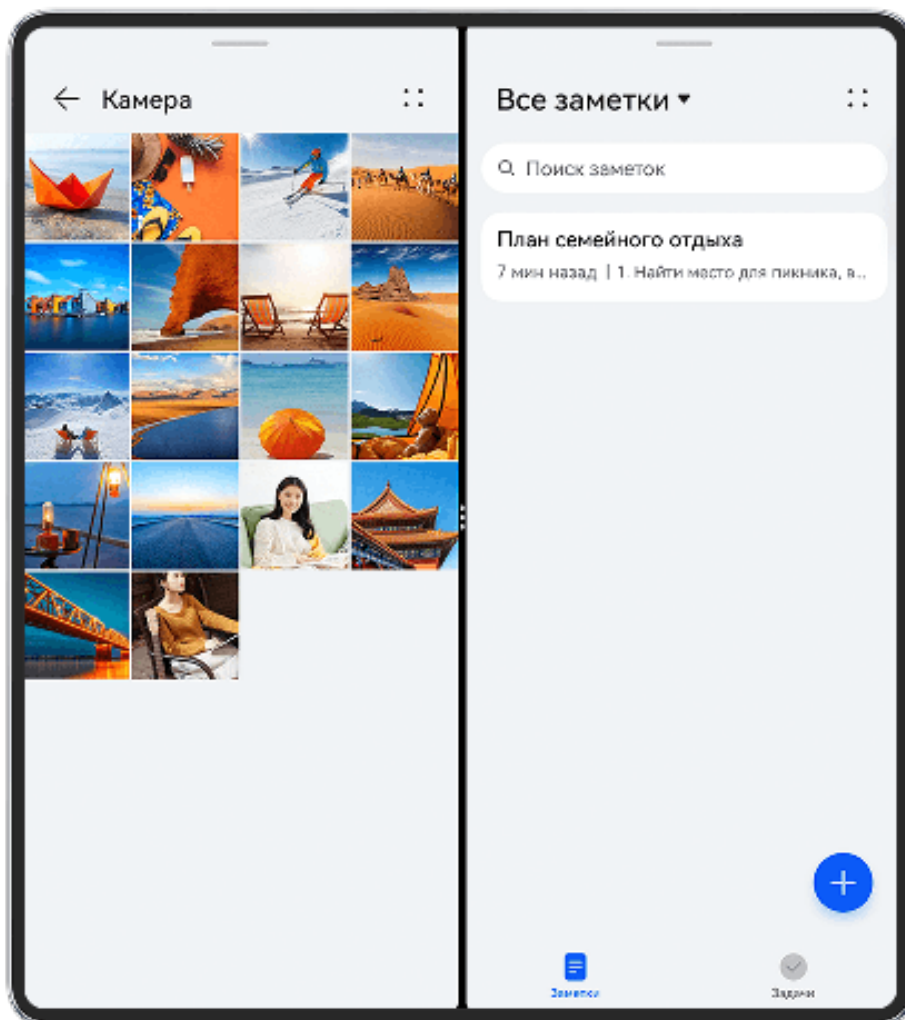 Камера
Все заметки
Поиск заметок
План семейного отдыха
7 мин назад | 1. Найти место для пикника, в...
Заметки
Задачи